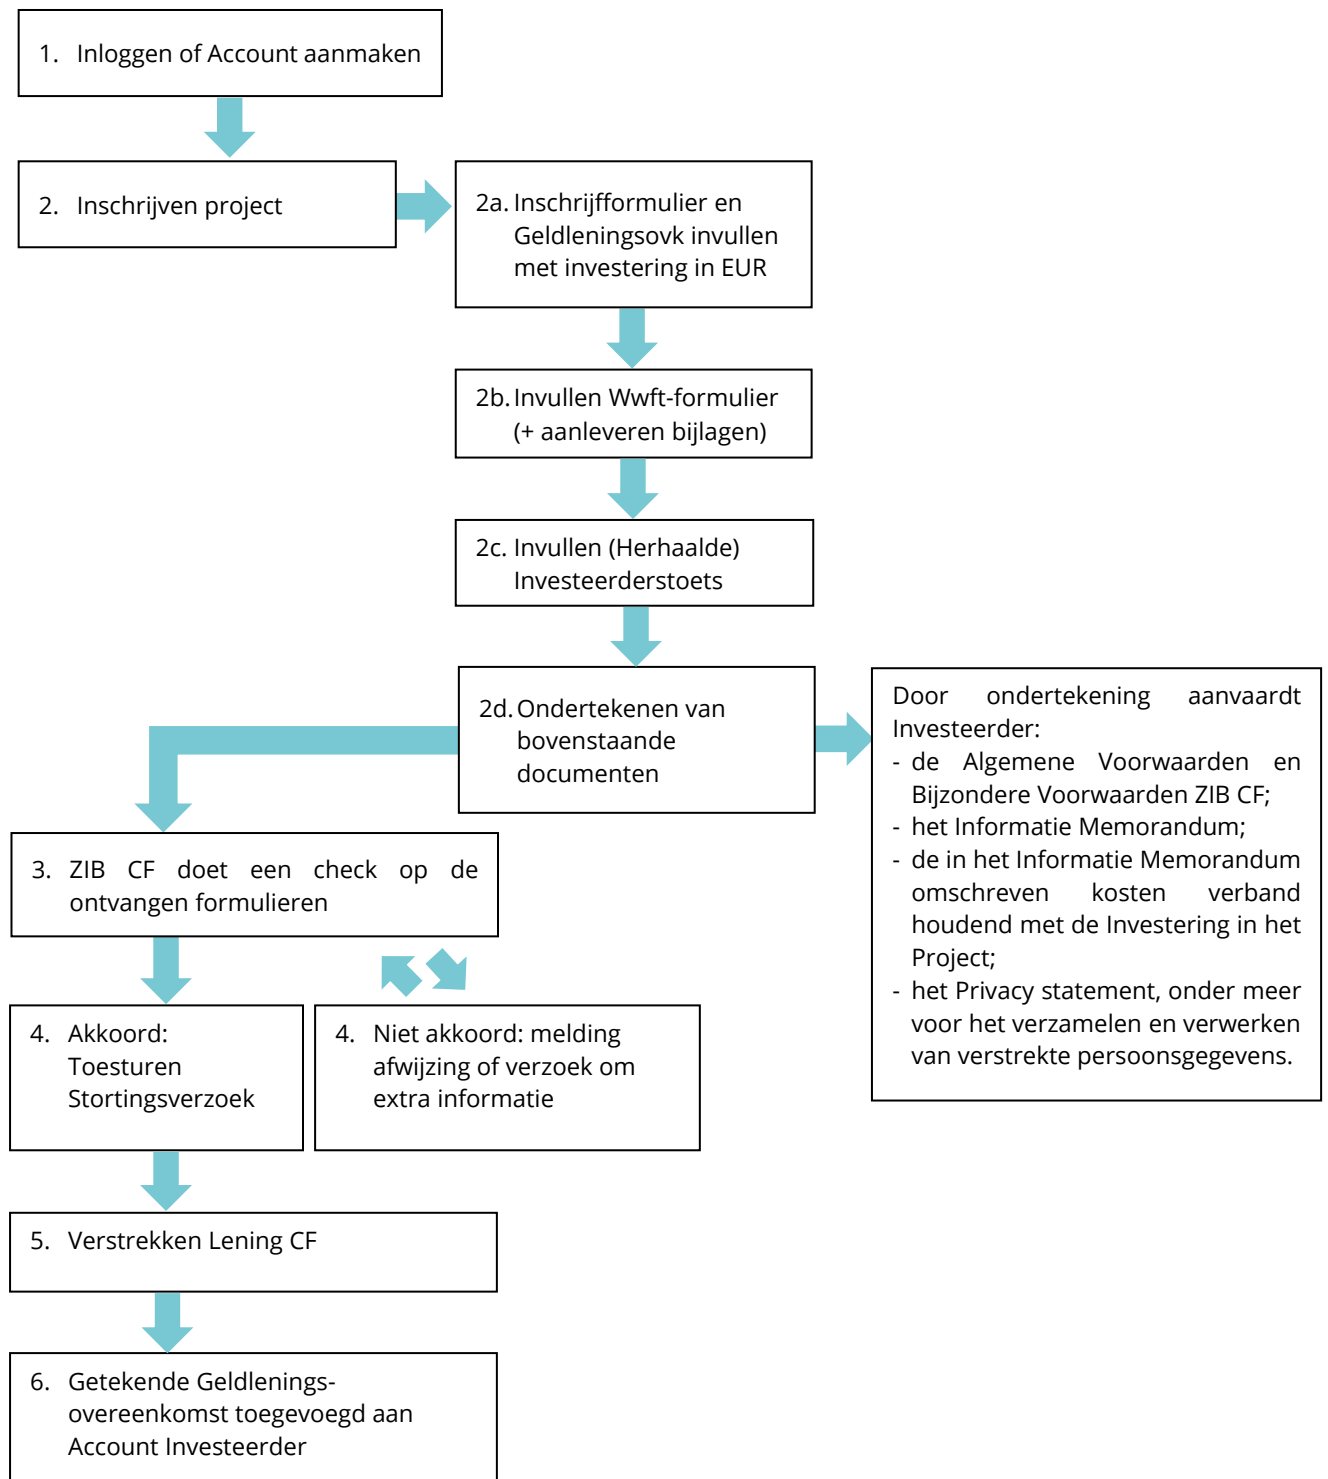 1. Inloggen of Account aanmaken
2. Inschrijven project
2a. Inschrijfformulier en
Geldleningsovk invullen
met investering in EUR
2b. Invullen Wwft-formulier
(+ aanleveren bijlagen)
2c. Invullen (Herhaalde)
Investeerderstoets
2d. Ondertekenen van
bovenstaande
documenten
Door ondertekening aanvaardt
Investeerder:
- de Algemene Voorwaarden en
Bijzondere Voorwaarden ZIB CF;
- het Informatie Memorandum;
- de in het Informatie Memorandum
omschreven kosten verband
houdend met de Investering in het
Project;
- het Privacy statement, onder meer
voor het verzamelen en verwerken
van verstrekte persoonsgegevens.
3. ZIB CF doet een check op de
ontvangen formulieren
4. Akkoord:
Toesturen
Stortingsverzoek
4. Niet akkoord: melding
afwijzing of verzoek om
extra informatie
5. Verstrekken Lening CF
6. Getekende Geldlenings-
overeenkomst toegevoegd aan
Account Investeerder